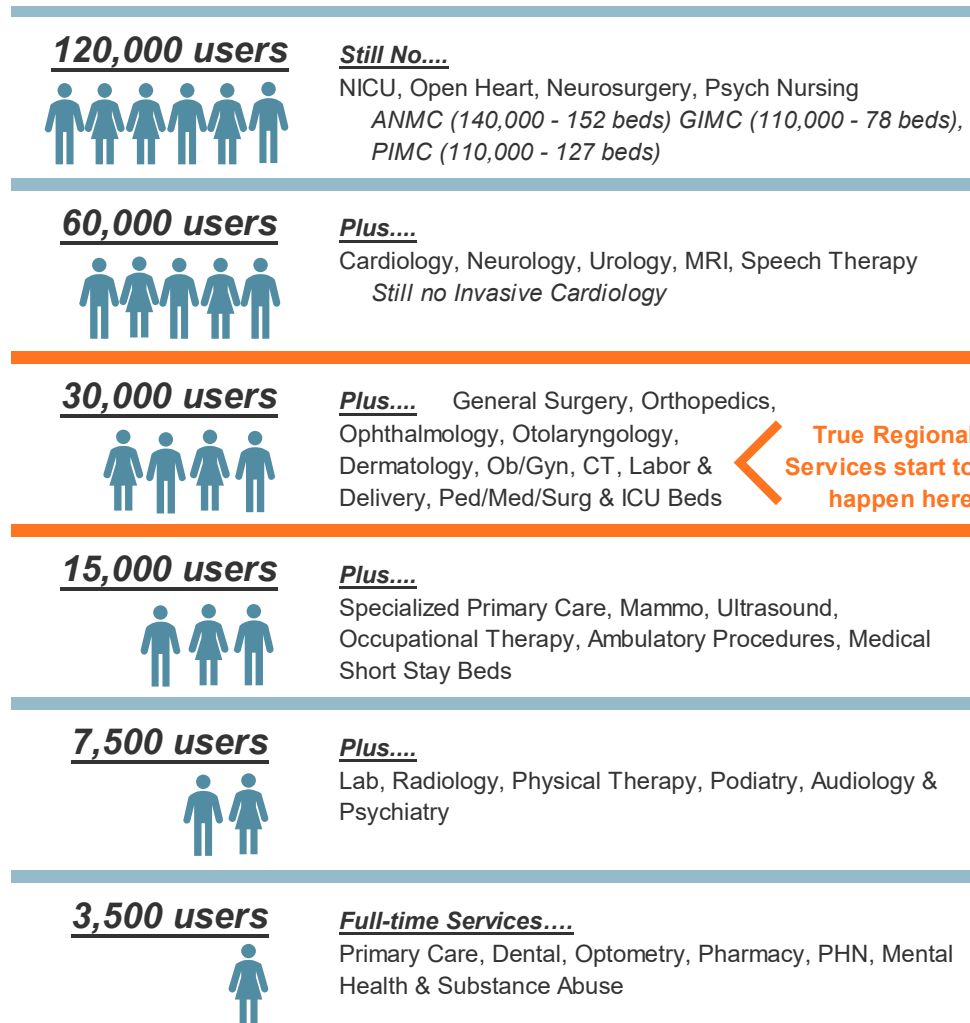 120,000 users
Still No....
NICU, Open Heart, Neurosurgery, Psych Nursing
ANMC (140,000 - 152 beds) GIMC (110,000 - 78 beds),
PIMC (110,000 - 127 beds)
60,000 users
Plus....
Cardiology, Neurology, Urology, MRI, Speech Therapy
Still no Invasive Cardiology
30,000 users
Plus.... General Surgery, Orthopedics,
Ophthalmology, Otolaryngology,
Dermatology, Ob/Gyn, CT, Labor &
Delivery, Ped/Med/Surg & ICU Beds
True Regional
Services start to
happen here
15,000 users
Plus....
Specialized Primary Care, Mammo, Ultrasound,
Occupational Therapy, Ambulatory Procedures, Medical
Short Stay Beds
7,500 users
Plus....
Lab, Radiology, Physical Therapy, Podiatry, Audiology &
Psychiatry
3,500 users
Full-time Services....
Primary Care, Dental, Optometry, Pharmacy, PHN, Mental
Health & Substance Abuse